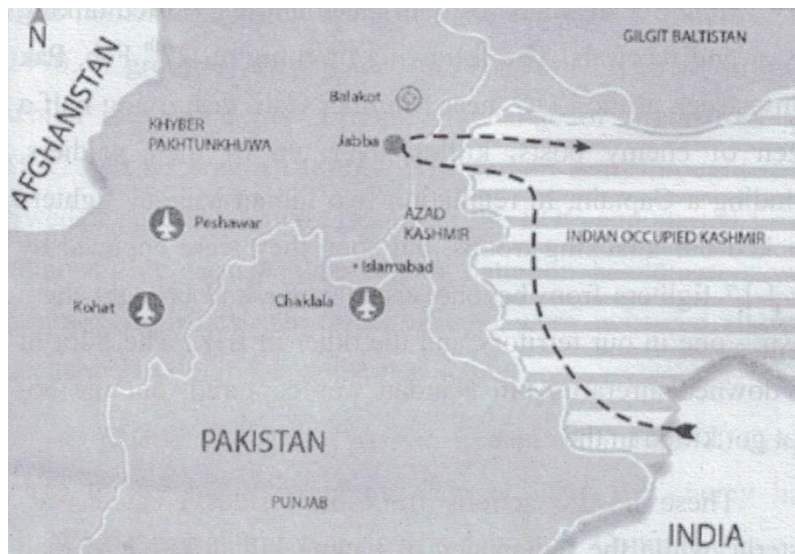 N
GILGIT BALTISTAN
AFGHANISTAN
Balakot
KHYBER
PAKHTUNKHUWA
Jabba
AZAD
KASHMIR
Peshawar
INDIAN OCCUPIED KASHMIR
Islamabad
Kohat
Chaklala
PAKISTAN
PUNJAB
INDIA